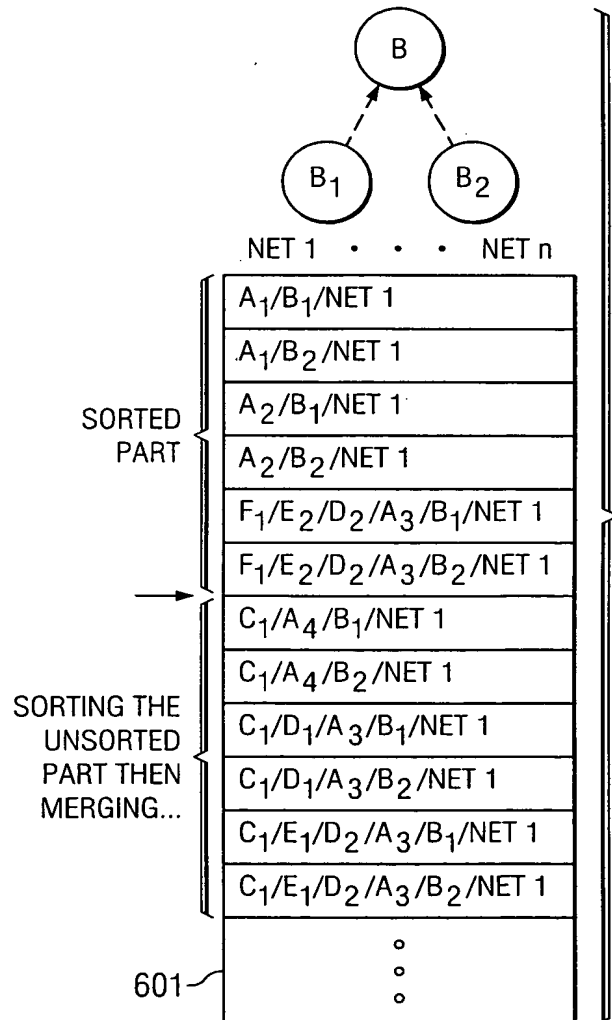 B
B₁ B₂
NET 1 · · · NET n
A₁/B₁/NET 1
A₁/B₂/NET 1
A₂/B₁/NET 1
A₂/B₂/NET 1
F₁/E₂/D₂/A₃/B₁/NET 1
F₁/E₂/D₂/A₃/B₂/NET 1
SORTED
PART
C₁/A₄/B₁/NET 1
C₁/A₄/B₂/NET 1
C₁/D₁/A₃/B₁/NET 1
C₁/D₁/A₃/B₂/NET 1
C₁/E₁/D₂/A₃/B₁/NET 1
C₁/E₁/D₂/A₃/B₂/NET 1
SORTING THE
UNSORTED
PART THEN
MERGING...
601